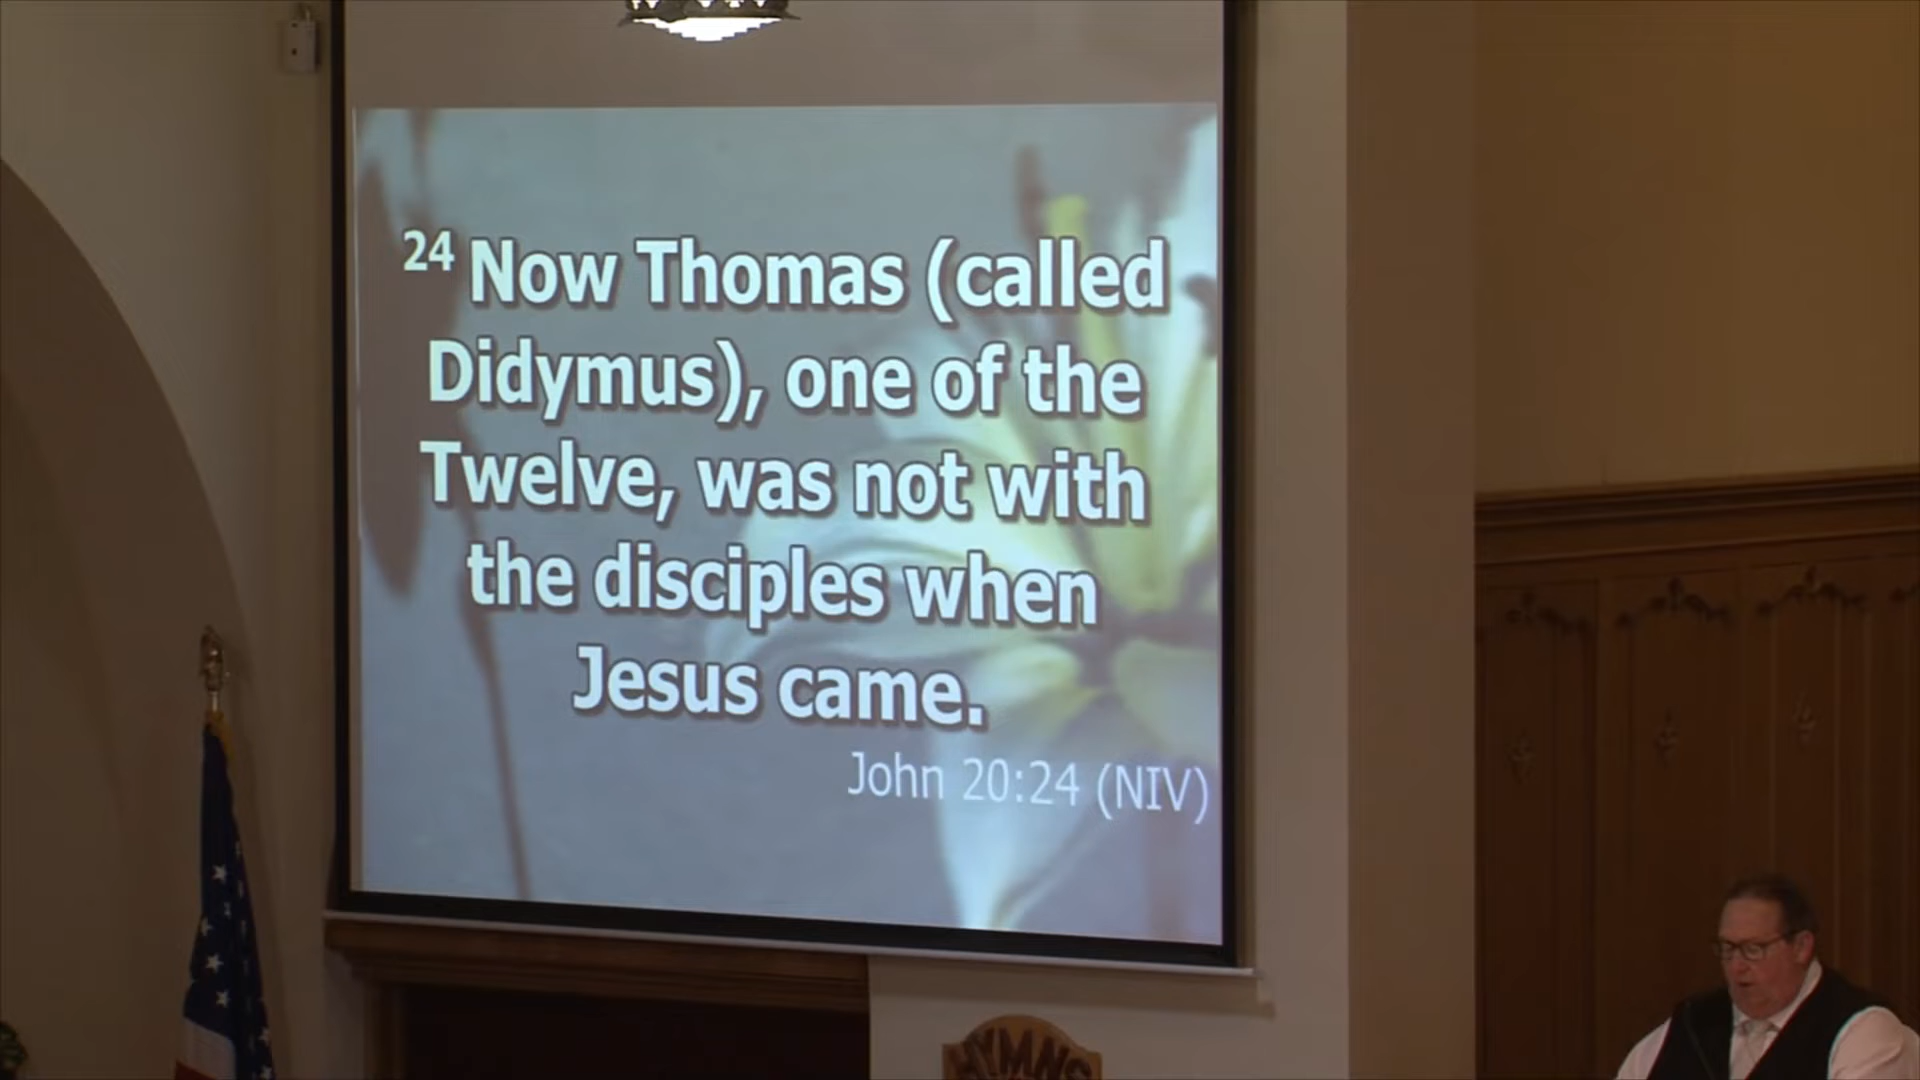 24 Now Thomas (called
Didymus), one of the
Twelve, was not with
the disciples when
Jesus came.
John 20:24 (NIV)
HYMNS